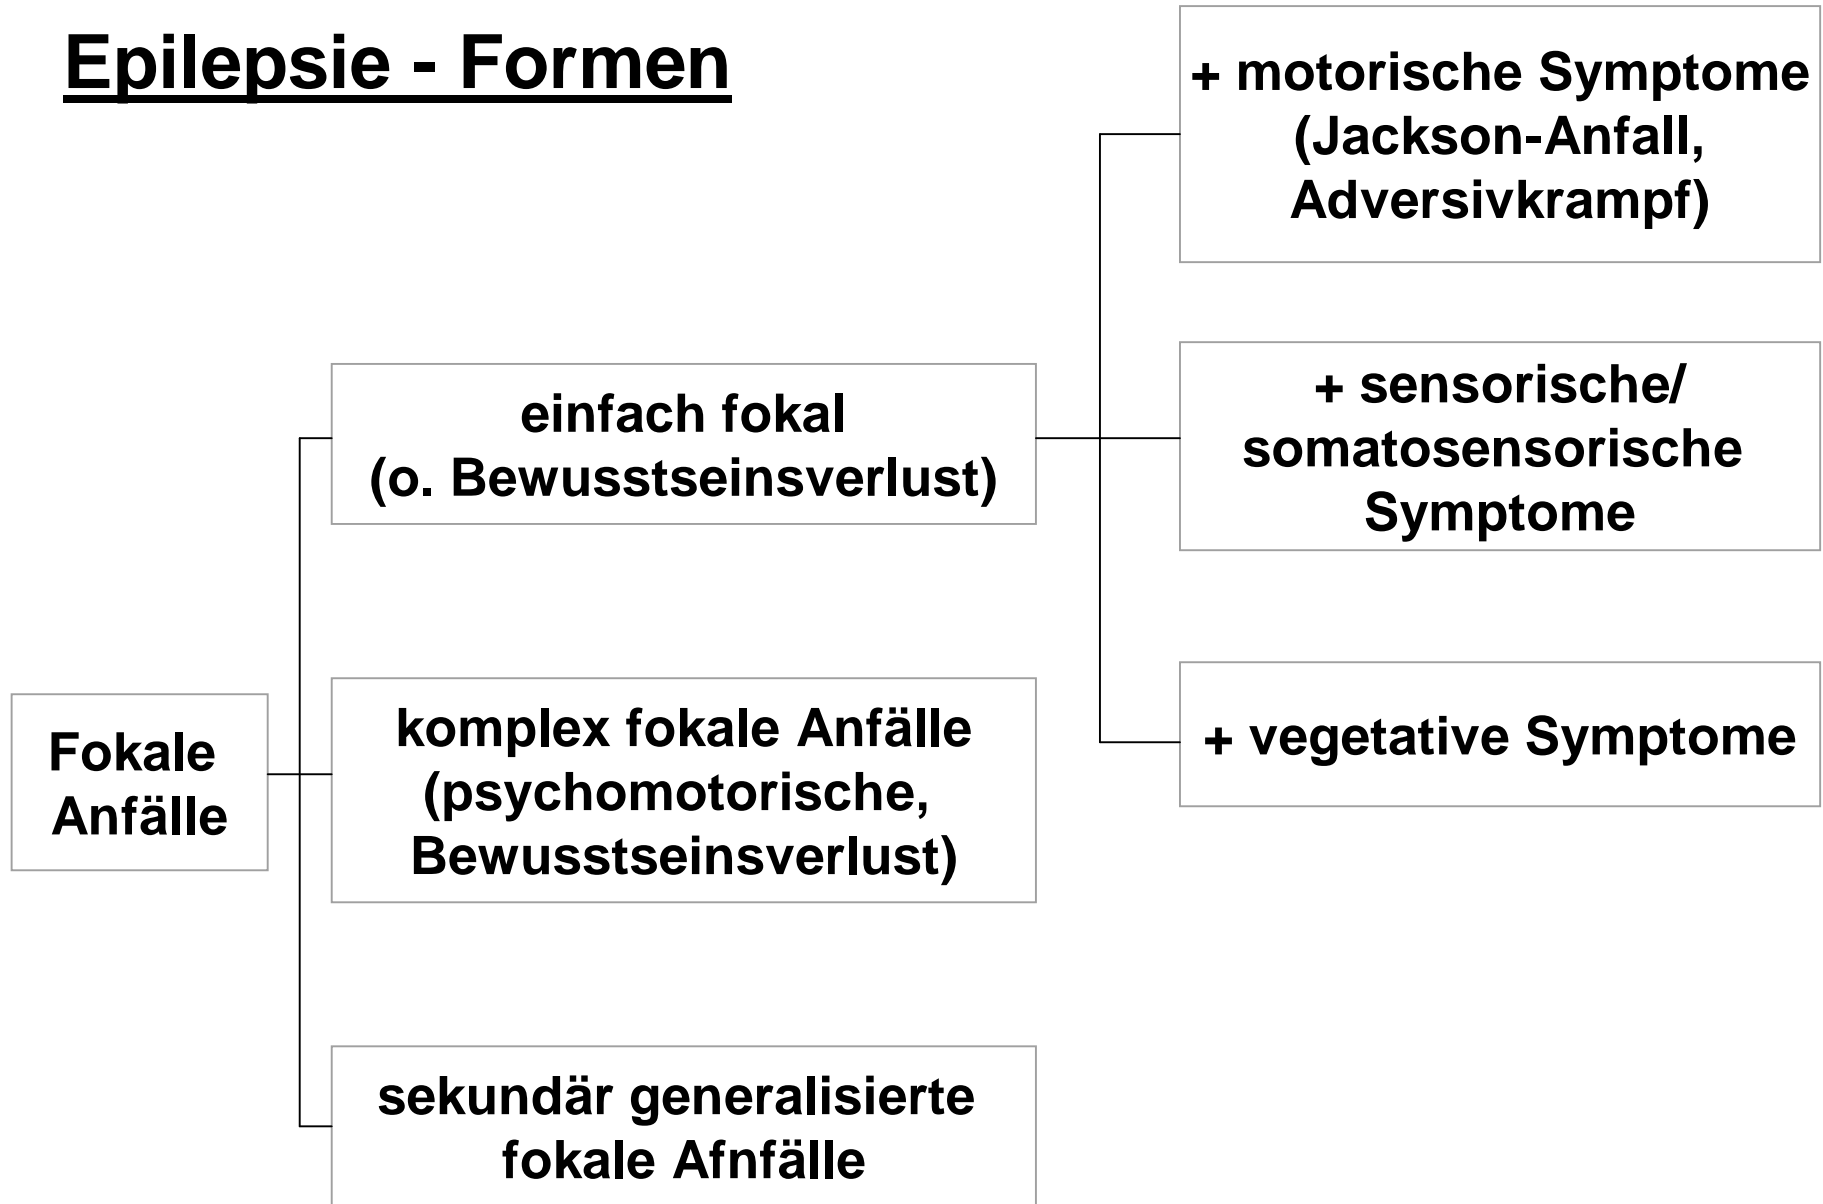 Epilepsie - Formen
Fokale
Anfälle
einfach fokal
(o. Bewusstseinsverlust)
+ motorische Symptome
(Jackson-Anfall,
Adversivkrampf)
+ sensorische/
somatosensorische
Symptome
+ vegetative Symptome
komplex fokale Anfälle
(psychomotorische,
Bewusstseinsverlust)
sekundär generalisierte
fokale Afnfälle